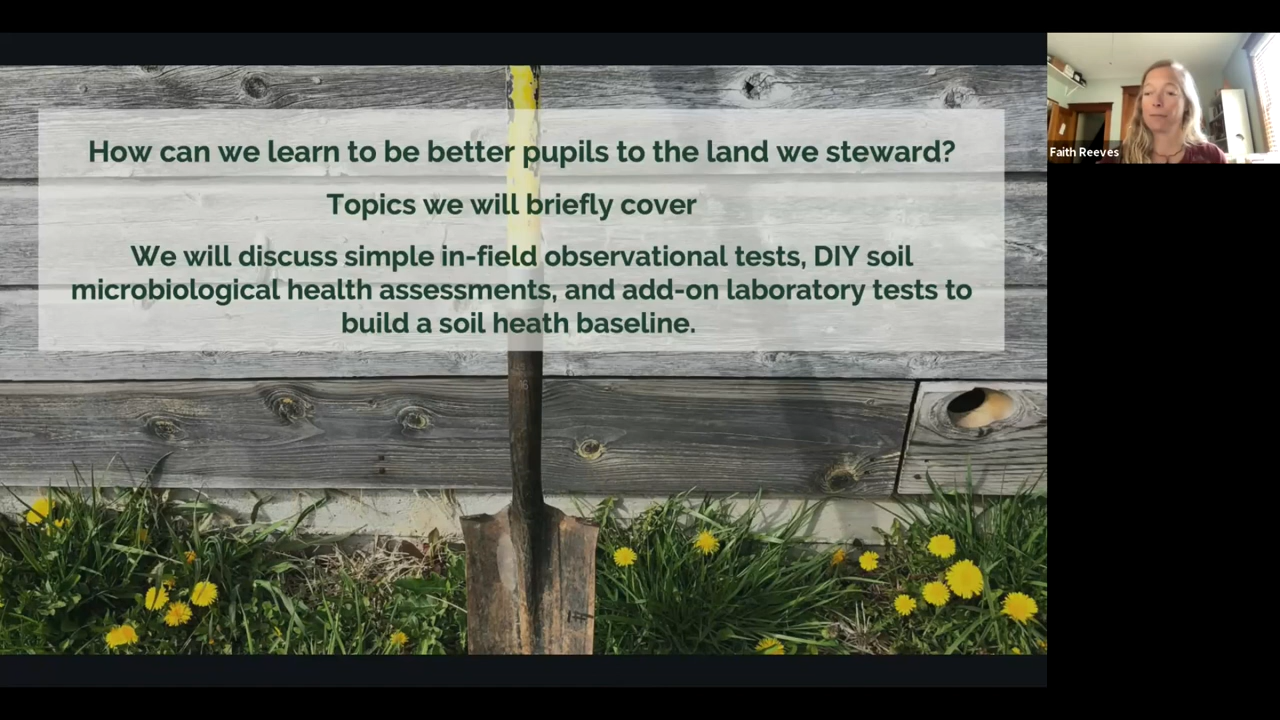 How can we learn to be better pupils to the land we steward?
Topics we will briefly cover
We will discuss simple in-field observational tests, DIY soil
microbiological health assessments, and add-on laboratory tests to
build a soil heath baseline.
Faith Reeves